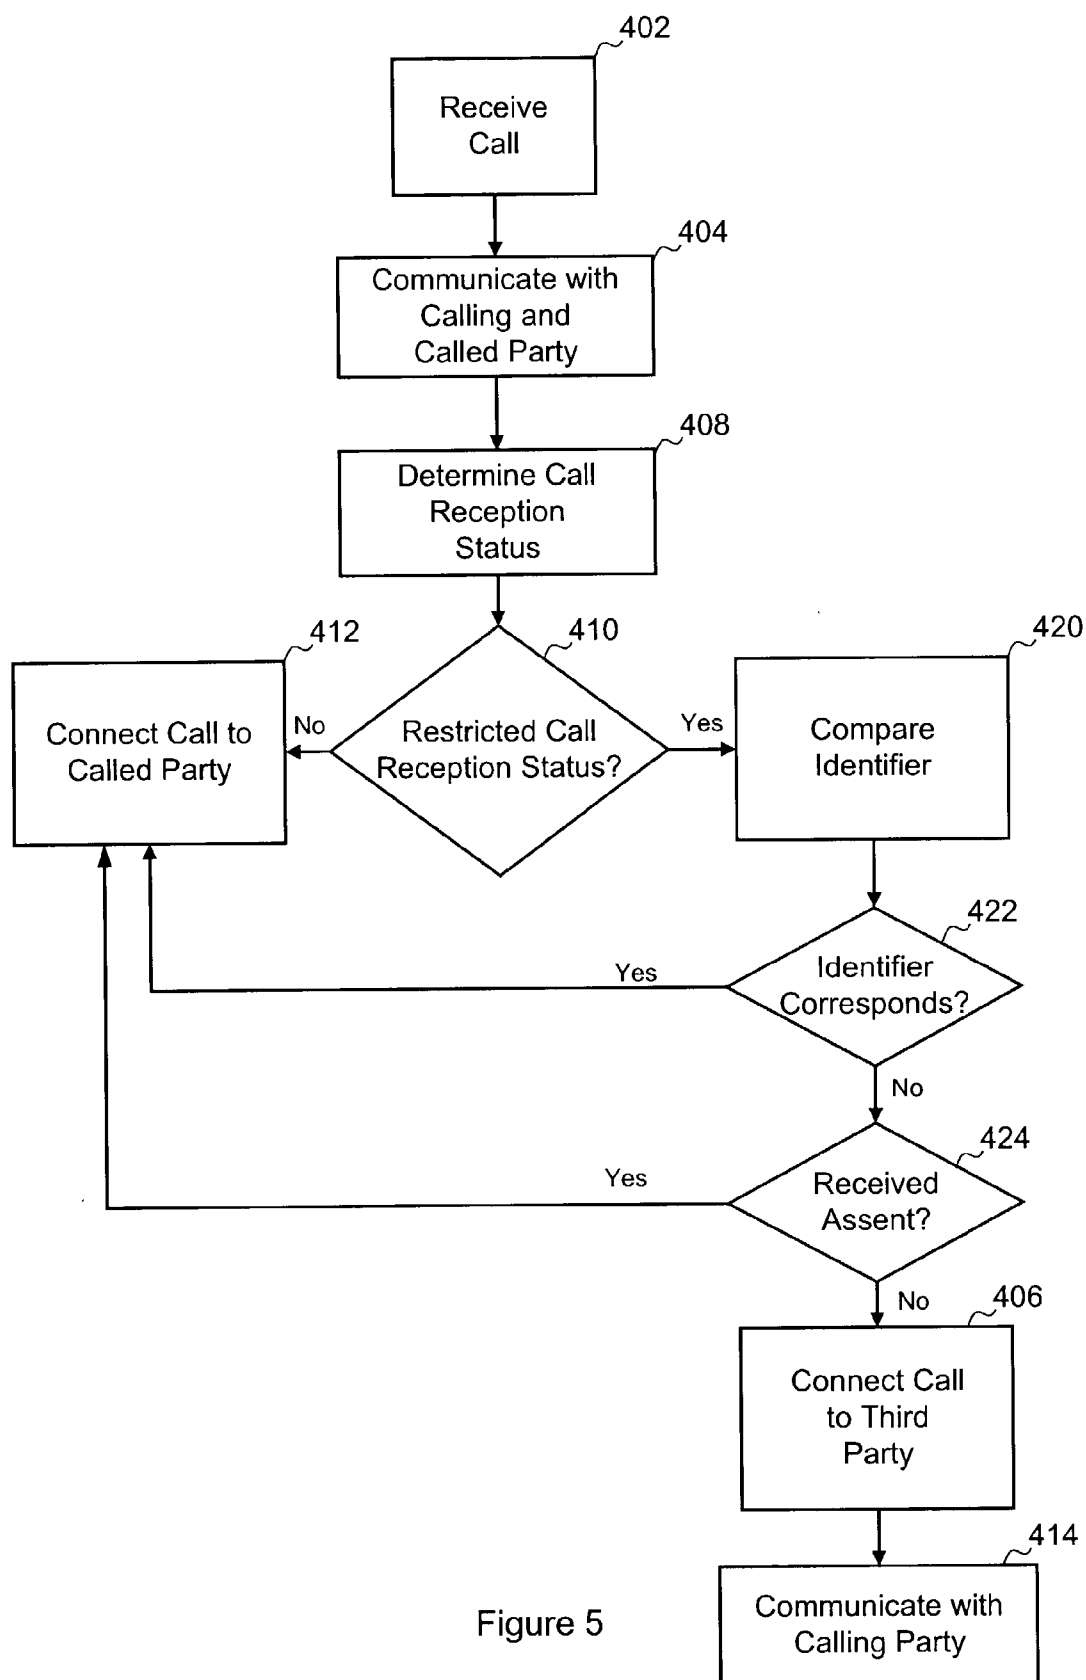 402
Receive
Call
404
Communicate with
Calling and
Called Party
408
Determine Call
Reception
Status
412
410
420
Connect Call to
Called Party
No
Restricted Call
Reception Status?
Yes
Compare
Identifier
422
Identifier
Corresponds?
Yes
No
424
Received
Assent?
Yes
No
406
Connect Call
to Third
Party
414
Communicate with
Calling Party
Figure 5